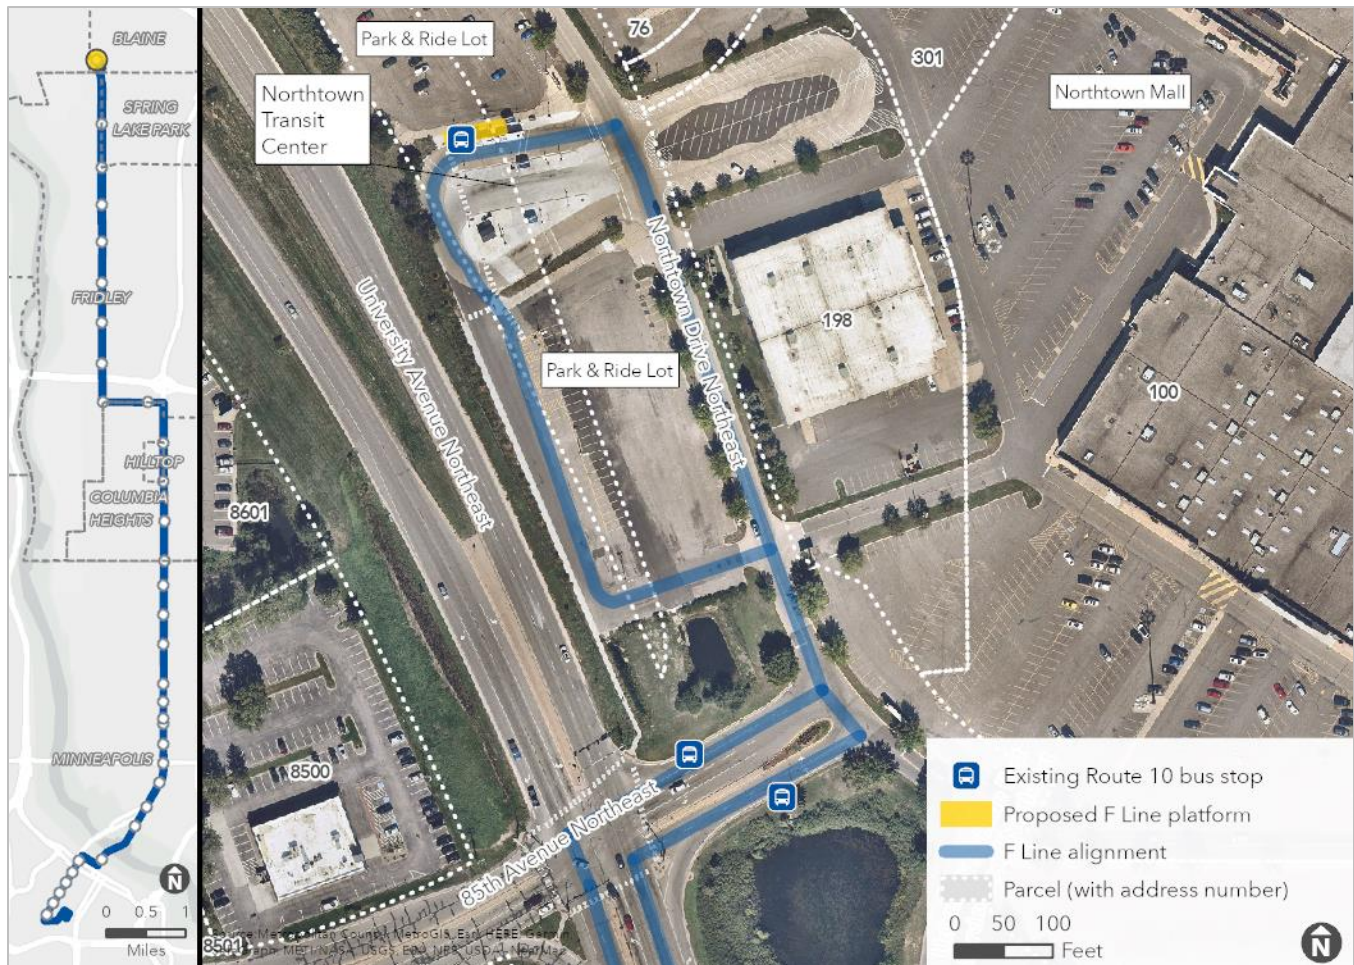 BLAINE
SPRING
LAKE PARK
FRIDLEY
HILLTOP
COLUMBIA
HEIGHTS
MINNEAPOLIS
N
0 0.5 1
Miles
Park & Ride Lot
76
301
Northtown Mall
Northtown
Transit
Center
Northtown Drive Northeast
University Avenue Northeast
198
Park & Ride Lot
100
8601
8500
85th Avenue Northeast
8501
Existing Route 10 bus stop
Proposed F Line platform
F Line alignment
Parcel (with address number)
0 50 100
Feet
N